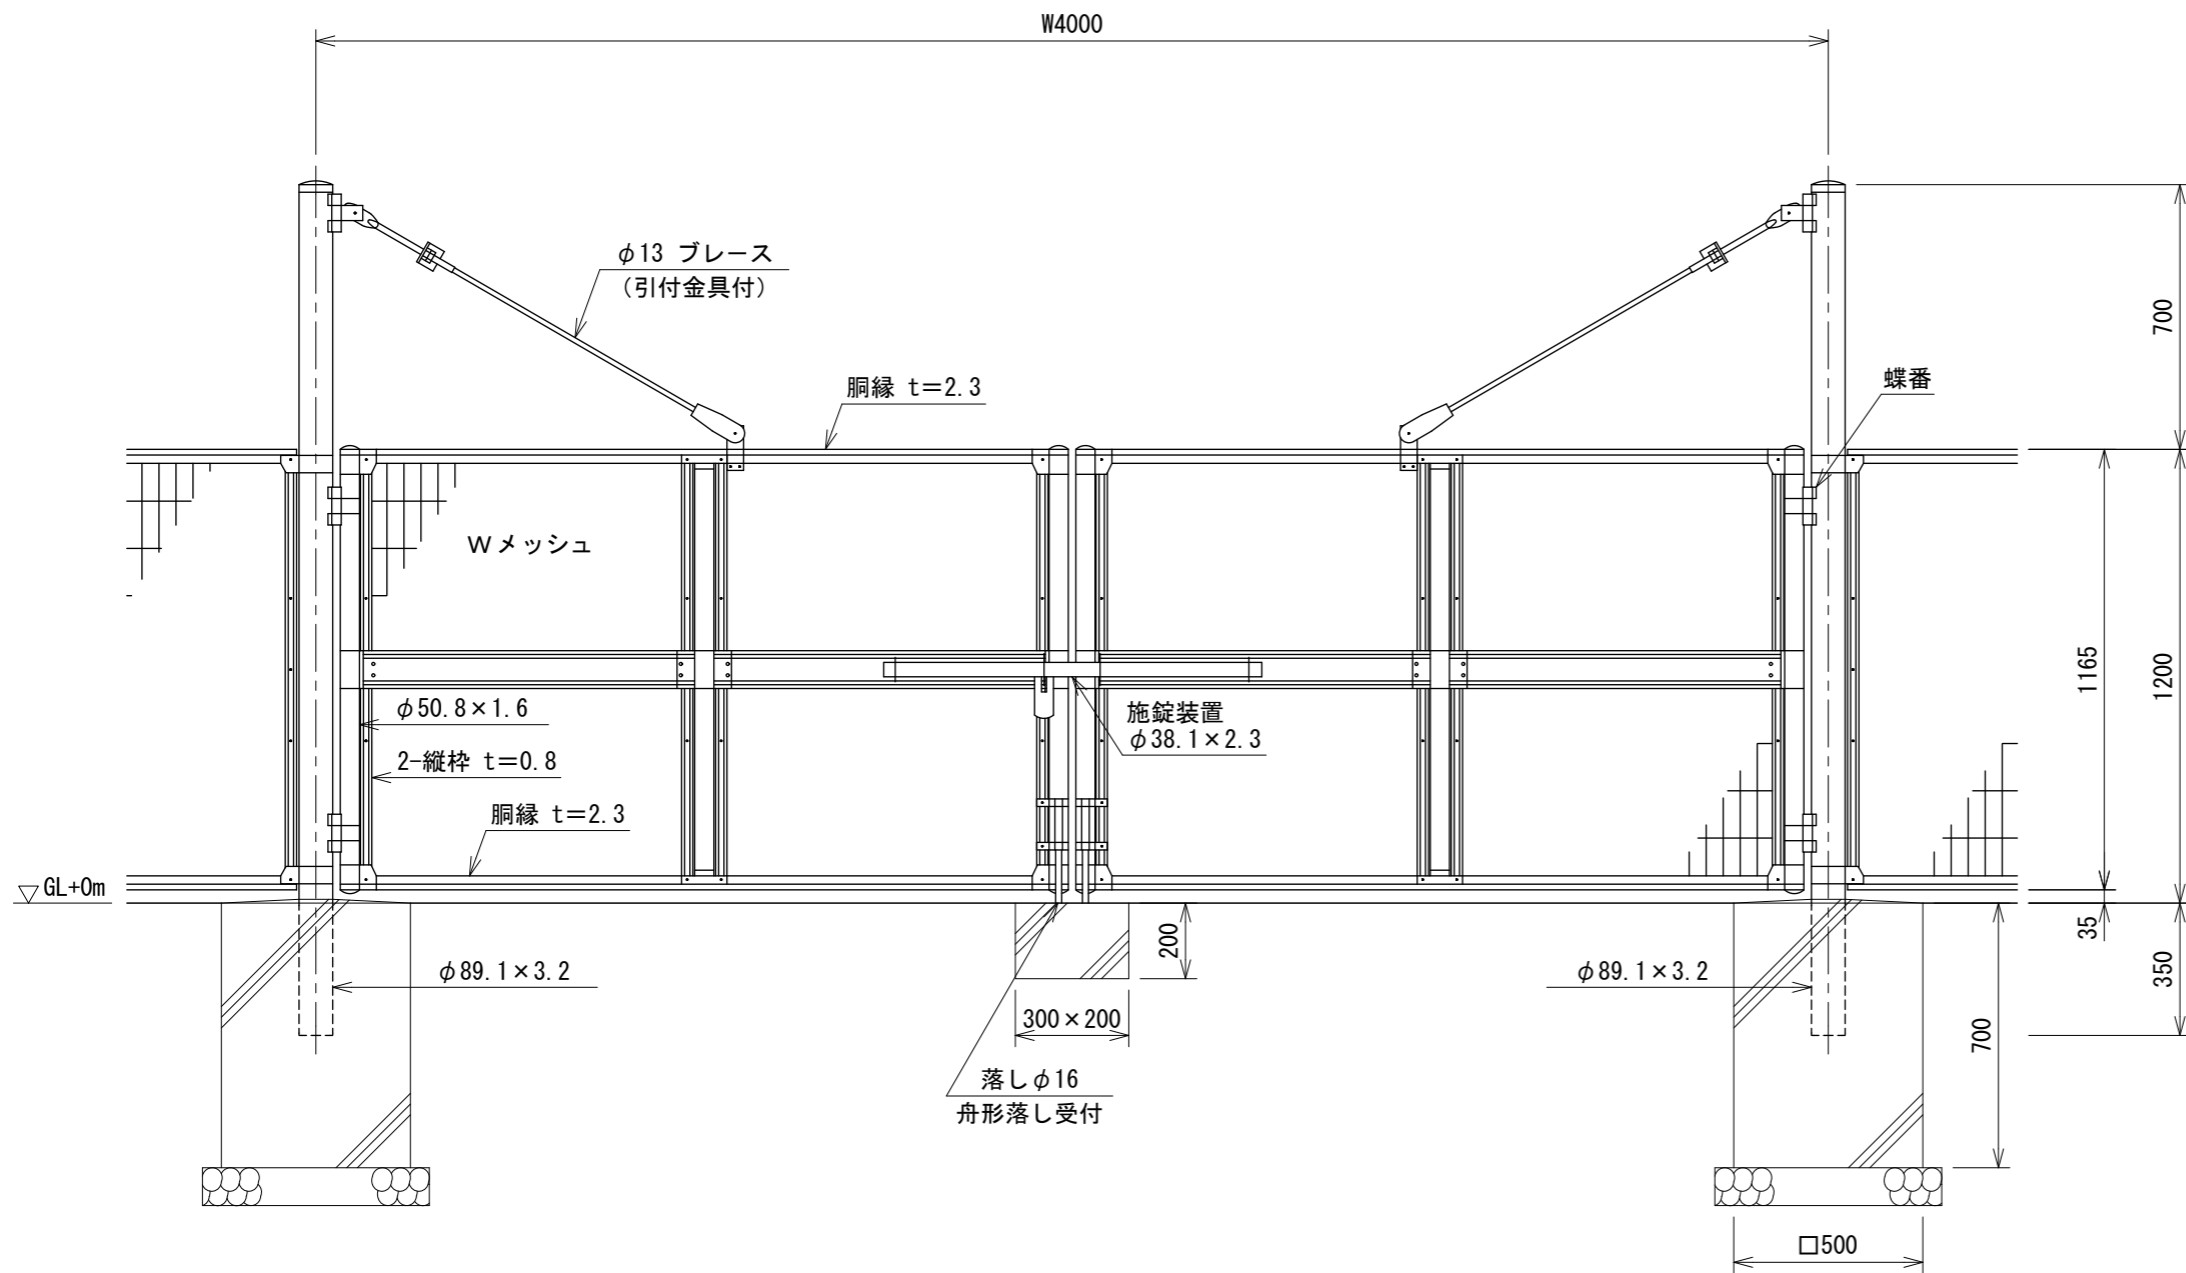 W4000
φ13 ブレース
（引付金具付）
700
胴縁 t＝2.3
蝶番
Wメッシュ
1165
1200
φ50.8×1.6
施錠装置
φ38.1×2.3
2-縦枠 t＝0.8
胴縁 t＝2.3
GL+0m
35
200
φ89.1×3.2
φ89.1×3.2
350
300×200
700
落しφ16
舟形落し受付
□500